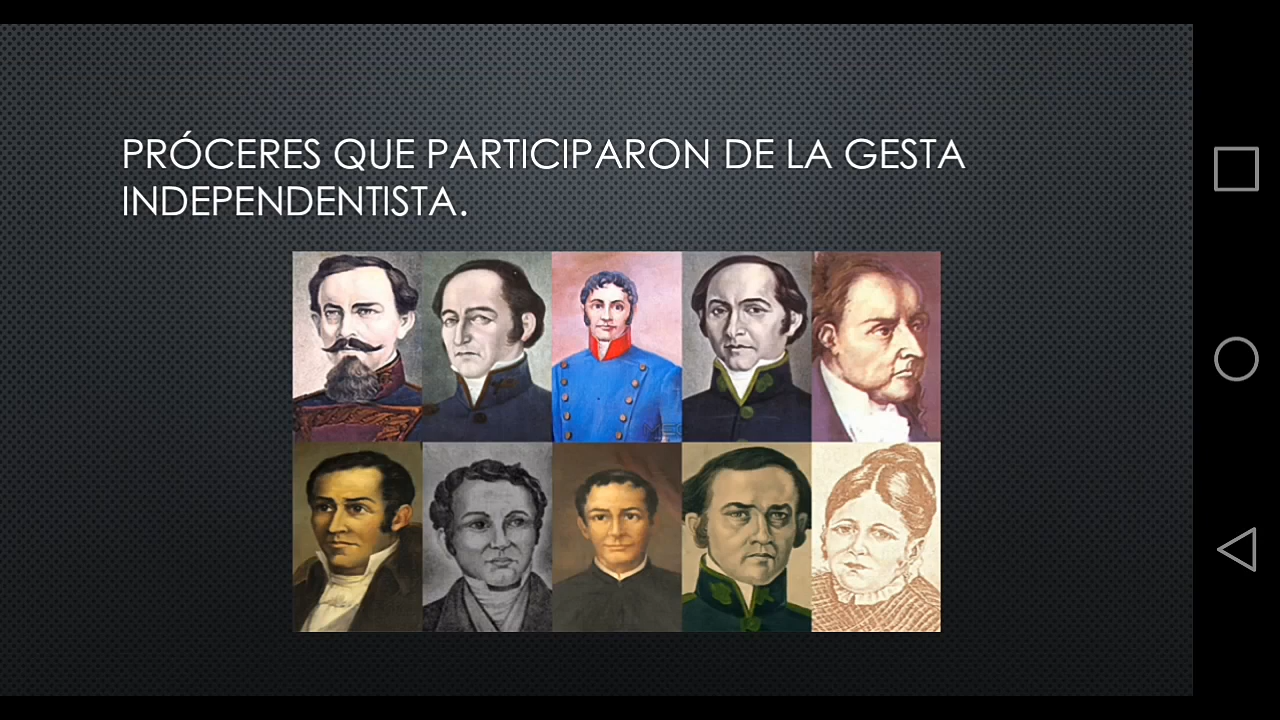 PRÓCERES QUE PARTICIPARON DE LA GESTA
INDEPENDENTISTA.